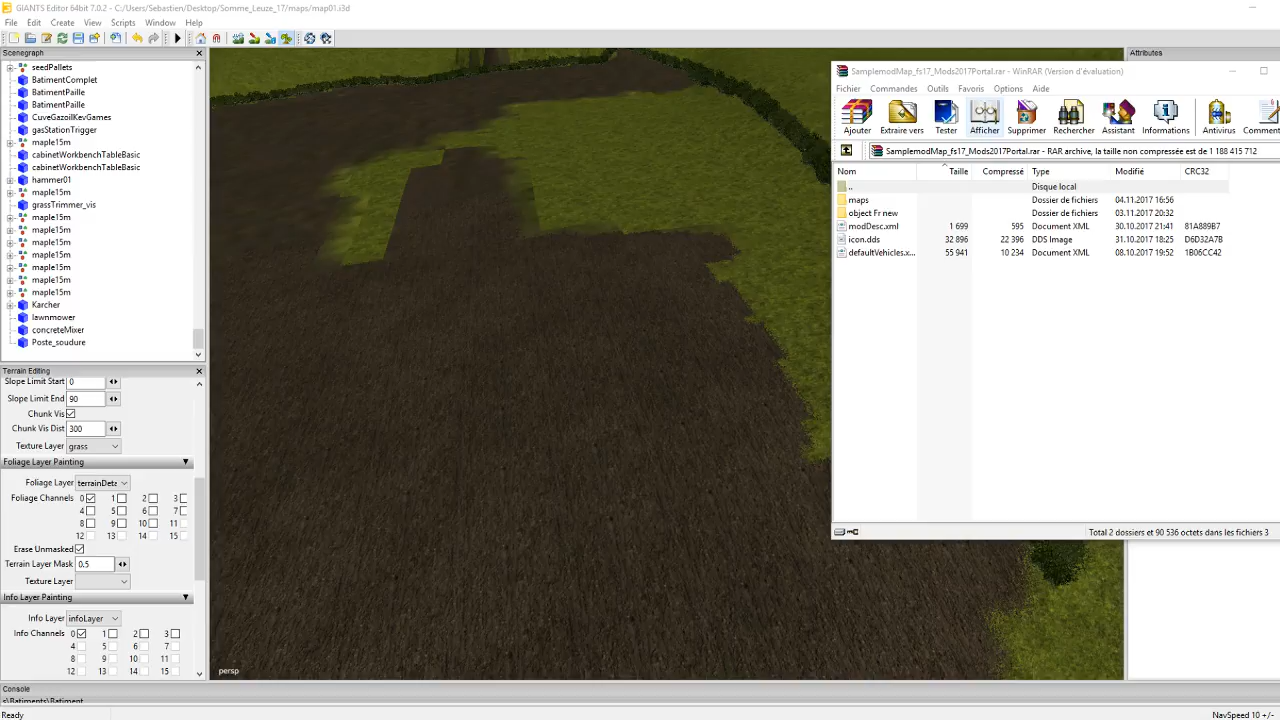 GIANTS Editor 64bit 7.0.2 - C:/Users/Sebastien/Desktop/Somme_Leuze_17/maps/map01.i3d
File Edit Create View Scripts Window Help
Scenegraph
seedPallets
BatimentComplet
BatimentPaille
BatimentPaille
CuveGazoilKevGames
gasStationTrigger
maple15m
cabinetWorkbenchTableBasic
cabinetWorkbenchTableBasic
hammer01
maple15m
grassTrimmer_vis
maple15m
maple15m
maple15m
maple15m
maple15m
maple15m
maple15m
Karcher
lawnmower
concreteMixer
Poste_soudure
Terrain Editing
Slope Limit Start 0
Slope Limit End 90
Chunk Vis
Chunk Vis Dist 300
Texture Layer grass
Foliage Layer Painting
Foliage Layer terrainDeta
Foliage Channels 0 1 2 3
4 5 6 7
8 9 10 11
12 13 14 15
Erase Unmasked
Terrain Layer Mask 0.5
Texture Layer
Info Layer Painting
Info Layer infoLayer
Info Channels 0 1 2 3
4 5 6 7
8 9 10 11
12 13 14 15
persp
Attributes
SamplemodMap_fs17_Mods2017Portal.rar - WinRAR (Version d'évaluation)
Fichier Commandes Outils Favoris Options Aide
Ajouter Extraire vers Tester Afficher Supprimer Rechercher Assistant Informations Antivirus Comment
SamplemodMap_fs17_Mods2017Portal.rar - RAR archive, la taille non compressée est de 1 188 415 712
Nom Taille Compressé Type Modifié CRC32
.. Disque local
maps Dossier de fichiers 04.11.2017 16:56
object Fr new Dossier de fichiers 03.11.2017 20:32
modDesc.xml 1 699 595 Document XML 30.10.2017 21:41 81A889B7
icon.dds 32 896 22 396 DDS Image 31.10.2017 18:25 D6D32A7B
defaultVehicles.x... 55 941 10 234 Document XML 08.10.2017 19:52 1B06CC42
Total 2 dossiers et 90 536 octets dans les fichiers 3
Console
s\Batiments\Batiment
Ready NavSpeed 10 +/-